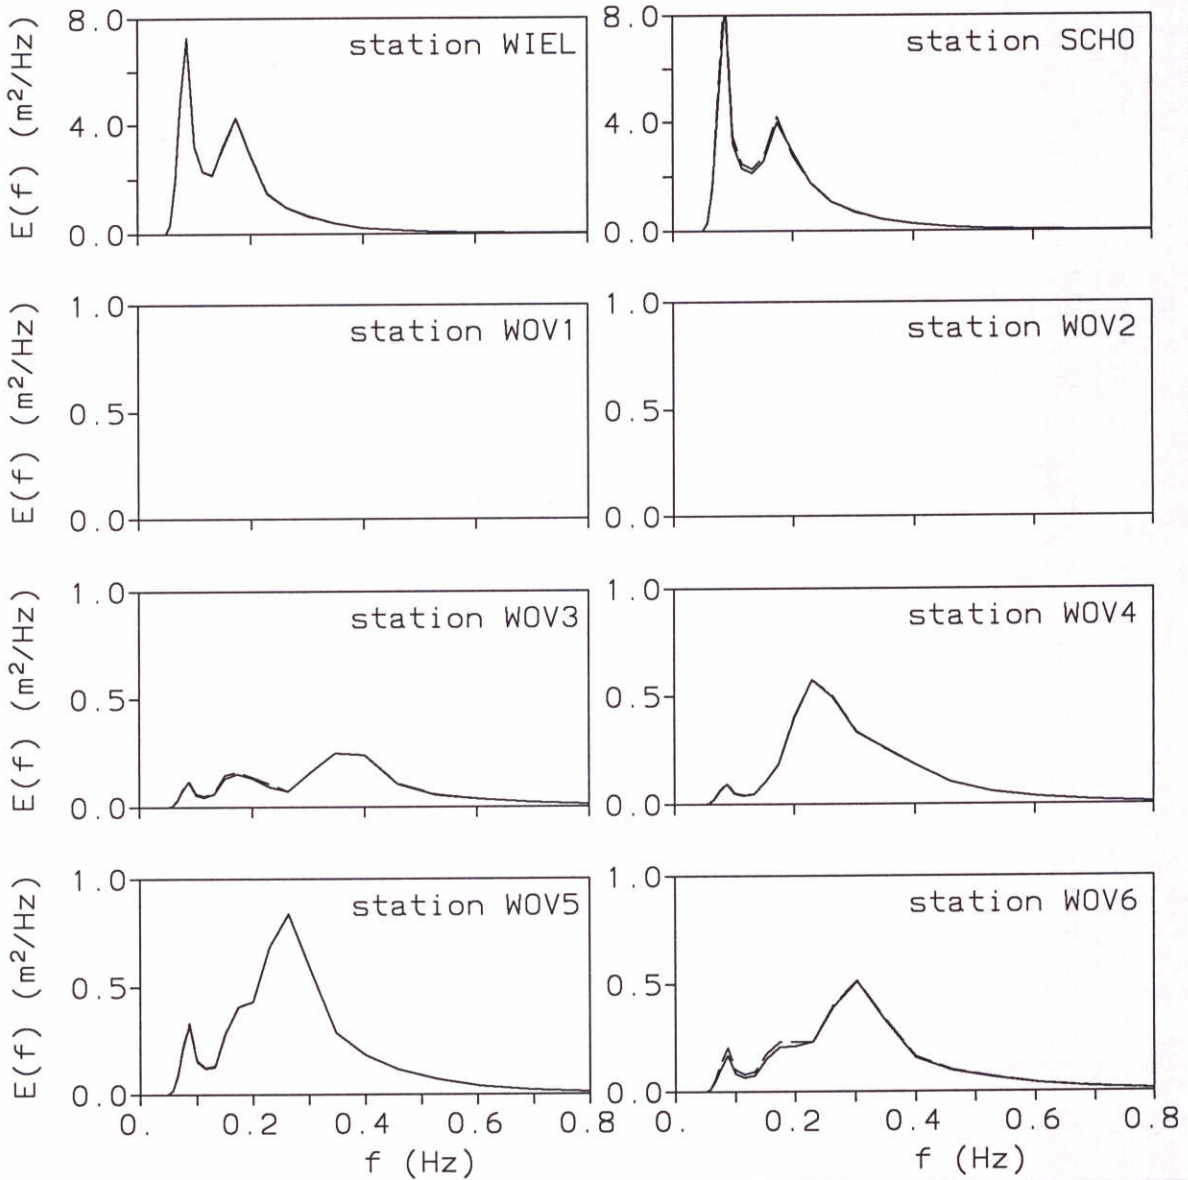 station WIEL
E(f) (m²/Hz)
8.0
4.0
0.0
station SCHO
8.0
4.0
0.0
station WOV1
E(f) (m²/Hz)
1.0
0.5
0.0
station WOV2
1.0
0.5
0.0
station WOV3
E(f) (m²/Hz)
1.0
0.5
0.0
station WOV4
1.0
0.5
0.0
station WOV5
E(f) (m²/Hz)
1.0
0.5
0.0
0. 0.2 0.4 0.6 0.8
f (Hz)
station WOV6
1.0
0.5
0.0
0. 0.2 0.4 0.6 0.8
f (Hz)